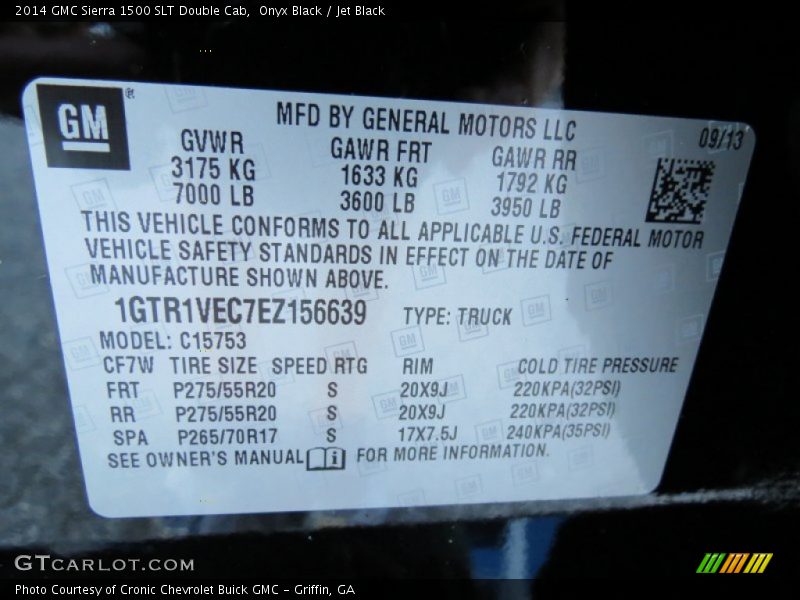 2014 GMC Sierra 1500 SLT Double Cab,  Onyx Black / Jet Black
GM ®
MFD BY GENERAL MOTORS LLC
09/13
GVWR GAWR FRT GAWR RR
3175 KG 1633 KG 1792 KG
7000 LB 3600 LB 3950 LB
THIS VEHICLE CONFORMS TO ALL APPLICABLE U.S. FEDERAL MOTOR
VEHICLE SAFETY STANDARDS IN EFFECT ON THE DATE OF
MANUFACTURE SHOWN ABOVE.
1GTR1VEC7EZ156639 TYPE: TRUCK
MODEL: C15753
CF7W TIRE SIZE SPEED RTG RIM COLD TIRE PRESSURE
FRT P275/55R20 S 20X9J 220KPA(32PSI)
RR P275/55R20 S 20X9J 220KPA(32PSI)
SPA P265/70R17 S 17X7.5J 240KPA(35PSI)
SEE OWNER'S MANUAL i FOR MORE INFORMATION.
GTCARLOT.COM
Photo Courtesy of Cronic Chevrolet Buick GMC – Griffin, GA